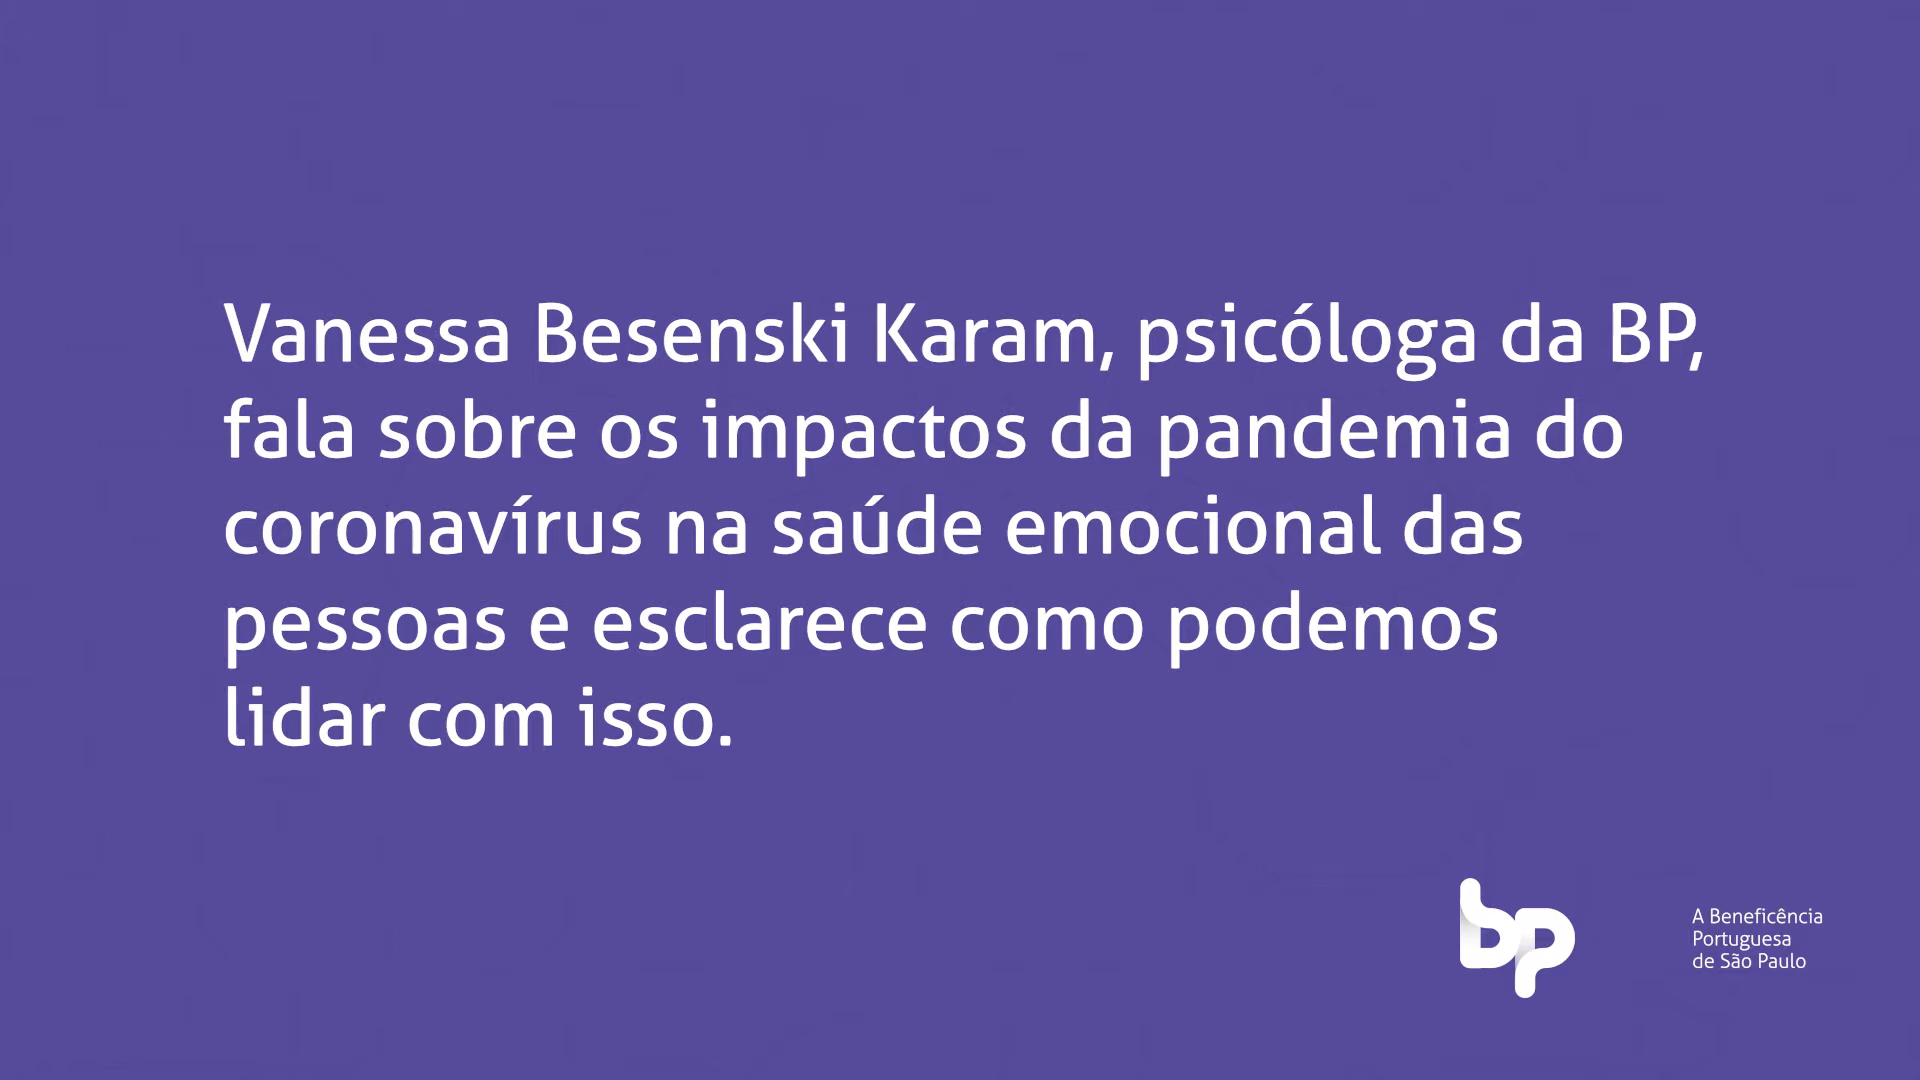 Vanessa Besenski Karam, psicóloga da BP,
fala sobre os impactos da pandemia do
coronavírus na saúde emocional das
pessoas e esclarece como podemos
lidar com isso.
bp
A Beneficência
Portuguesa
de São Paulo